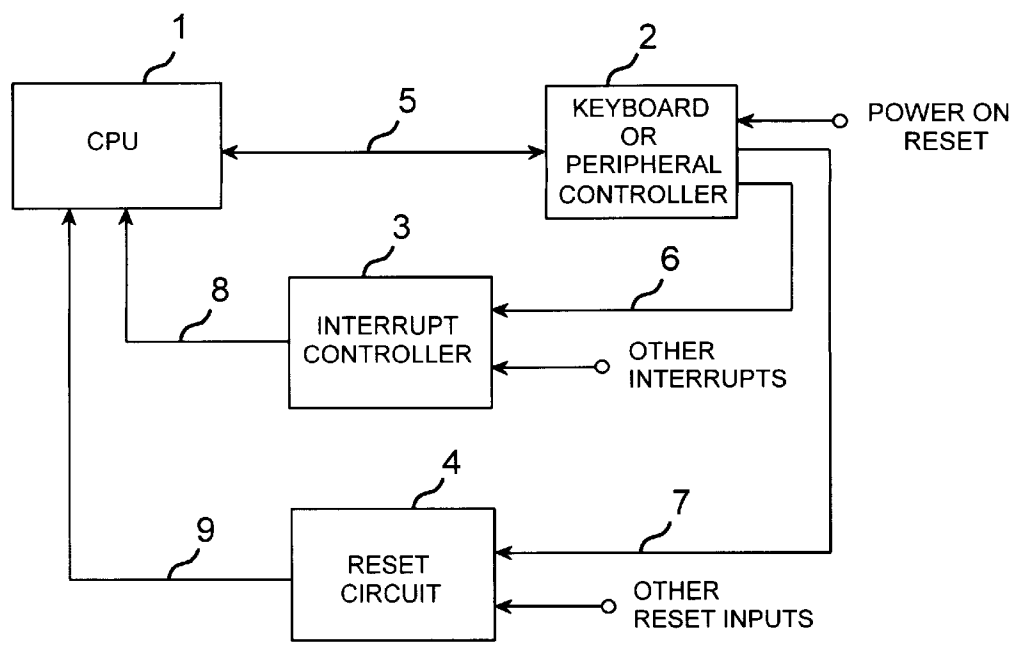 1
2
CPU
5
KEYBOARD
OR
PERIPHERAL
CONTROLLER
POWER ON
RESET
3
6
8
INTERRUPT
CONTROLLER
OTHER
INTERRUPTS
4
7
9
RESET
CIRCUIT
OTHER
RESET INPUTS